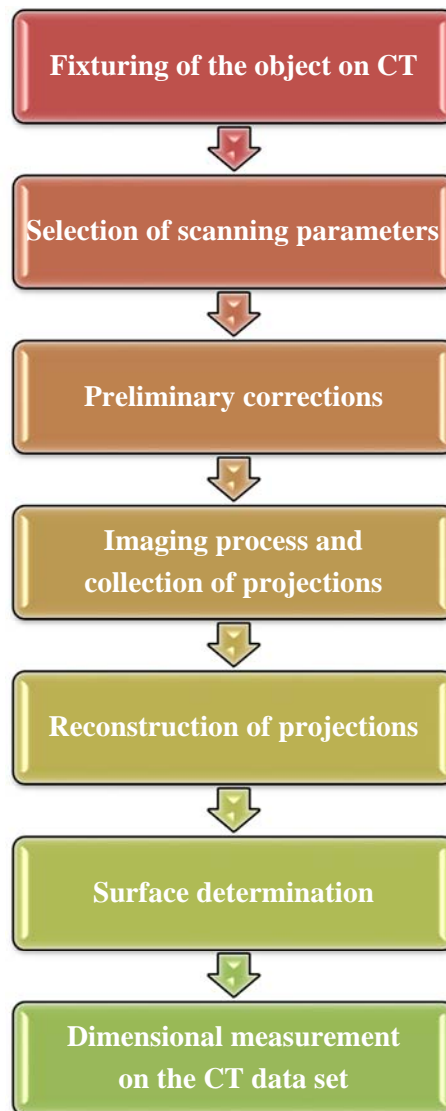 Fixturing of the object on CT
Selection of scanning parameters
Preliminary corrections
Imaging process and
collection of projections
Reconstruction of projections
Surface determination
Dimensional measurement
on the CT data set